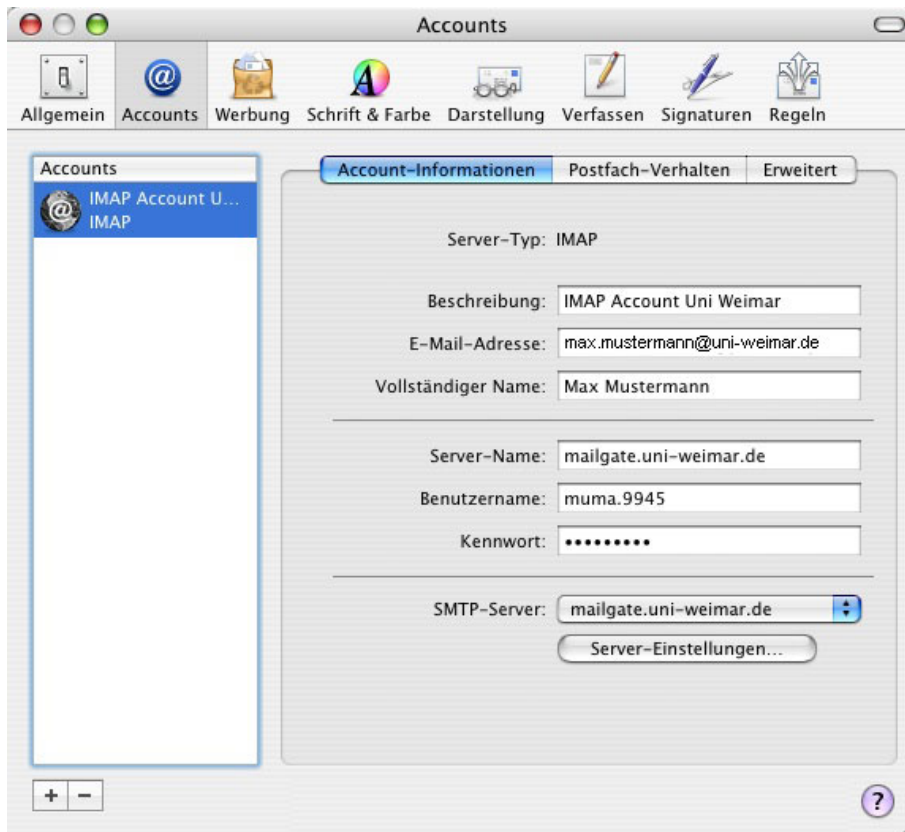 Accounts
Allgemein Accounts Werbung Schrift & Farbe Darstellung Verfassen Signaturen Regeln
Accounts
IMAP Account U...
IMAP
Account-Informationen Postfach-Verhalten Erweitert
Server-Typ: IMAP
Beschreibung: IMAP Account Uni Weimar
E-Mail-Adresse: max.mustermann@uni-weimar.de
Vollständiger Name: Max Mustermann
Server-Name: mailgate.uni-weimar.de
Benutzername: muma.9945
Kennwort: •••••••••
SMTP-Server: mailgate.uni-weimar.de
Server-Einstellungen...
+ − ?